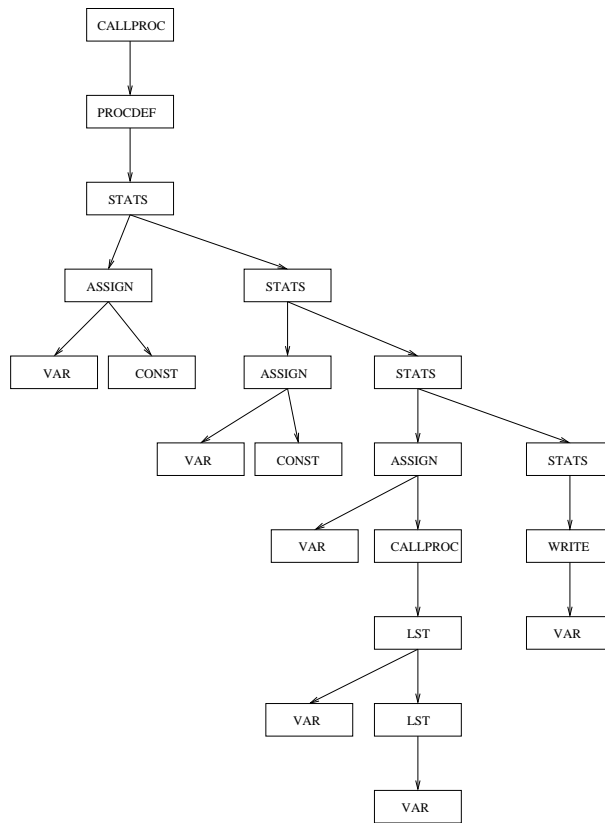 CALLPROC
PROCDEF
STATS
ASSIGN STATS
VAR CONST ASSIGN STATS
VAR CONST ASSIGN STATS
VAR CALLPROC WRITE
LST VAR
VAR LST
VAR